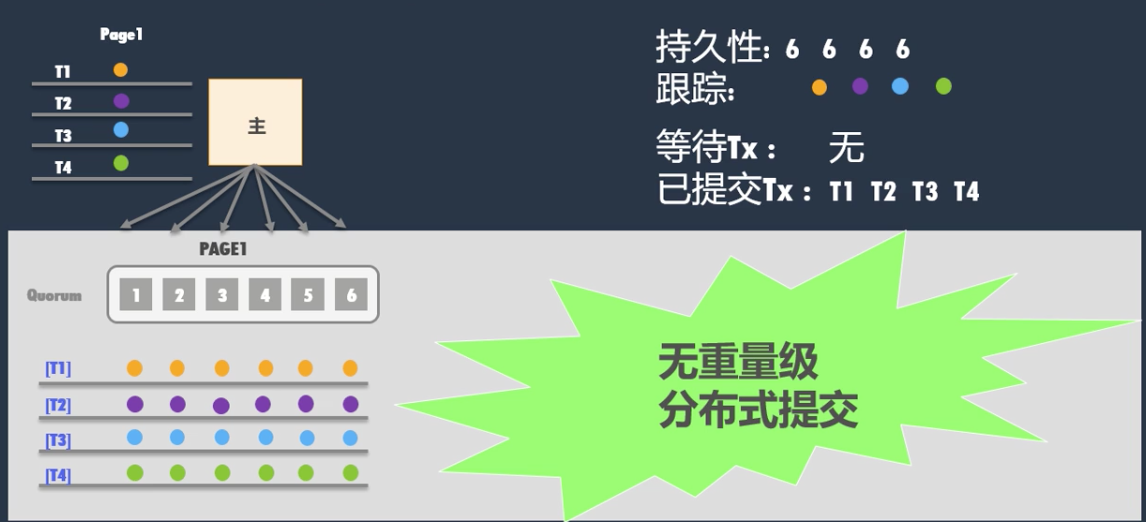 Page1
T1
T2
T3
T4
主
持久性: 6 6 6 6
跟踪:
等待Tx : 无
已提交Tx : T1 T2 T3 T4
PAGE1
Quorum 1 2 3 4 5 6
[T1]
[T2]
[T3]
[T4]
无重量级
分布式提交